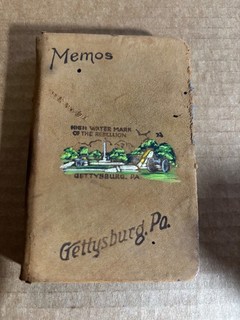 Memos
HIGH WATER MARK
OF THE REBELLION
GETTYSBURG, PA
Gettysburg, Pa.